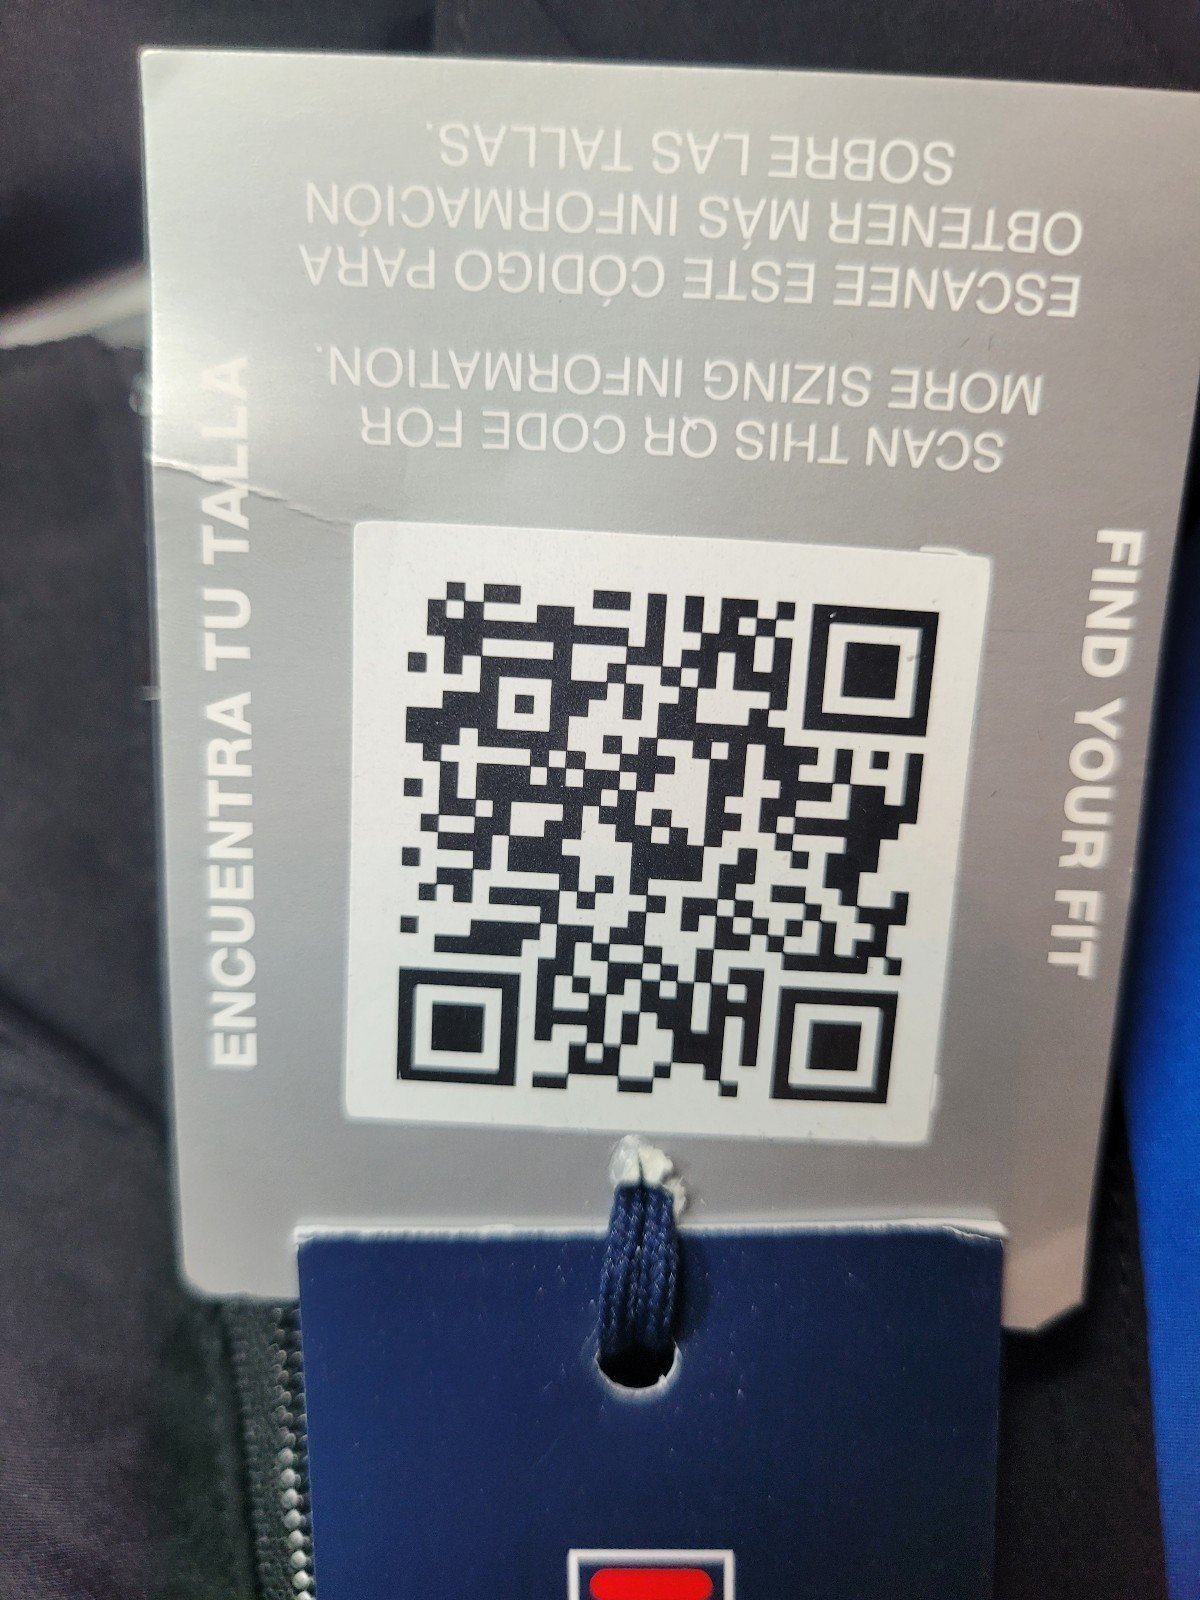 SCAN THIS QR CODE FOR
MORE SIZING INFORMATION.
ESCANEE ESTE CÓDIGO PARA
OBTENER MÁS INFORMACIÓN
SOBRE LAS TALLAS.
FIND YOUR FIT
ENCUENTRA TU TALLA